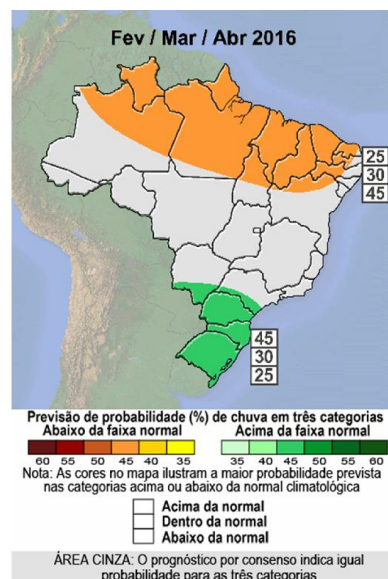 Fev / Mar / Abr 2016
25
30
45
45
30
25
Previsão de probabilidade (%) de chuva em três categorias
Abaixo da faixa normal Acima da faixa normal
60 55 50 45 40 35 35 40 45 50 55 60
Nota: As cores no mapa ilustram a maior probabilidade prevista
nas categorias acima ou abaixo da normal climatológica
Acima da normal
Dentro da normal
Abaixo da normal
ÁREA CINZA: O prognóstico por consenso indica igual
probabilidade para as três categorias